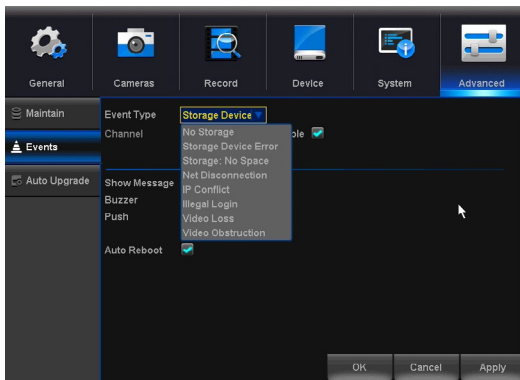 General Cameras Record Device System Advanced
Maintain
Events
Auto Upgrade
Event Type Storage Device
Channel
No Storage
Storage Device Error
Storage: No Space
Net Disconnection
IP Conflict
Illegal Login
Video Loss
Video Obstruction
Show Message
Buzzer
Push
Auto Reboot
OK Cancel Apply